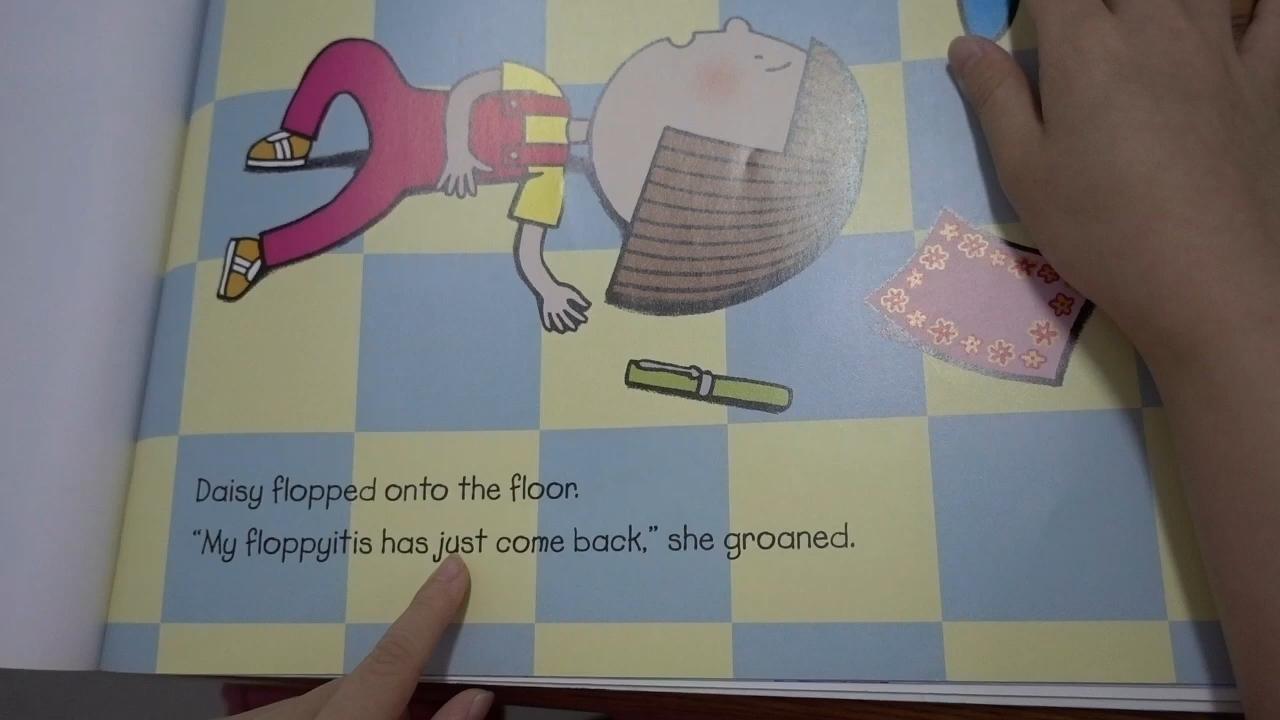 Daisy flopped onto the floor.
“My floppyitis has just come back,” she groaned.